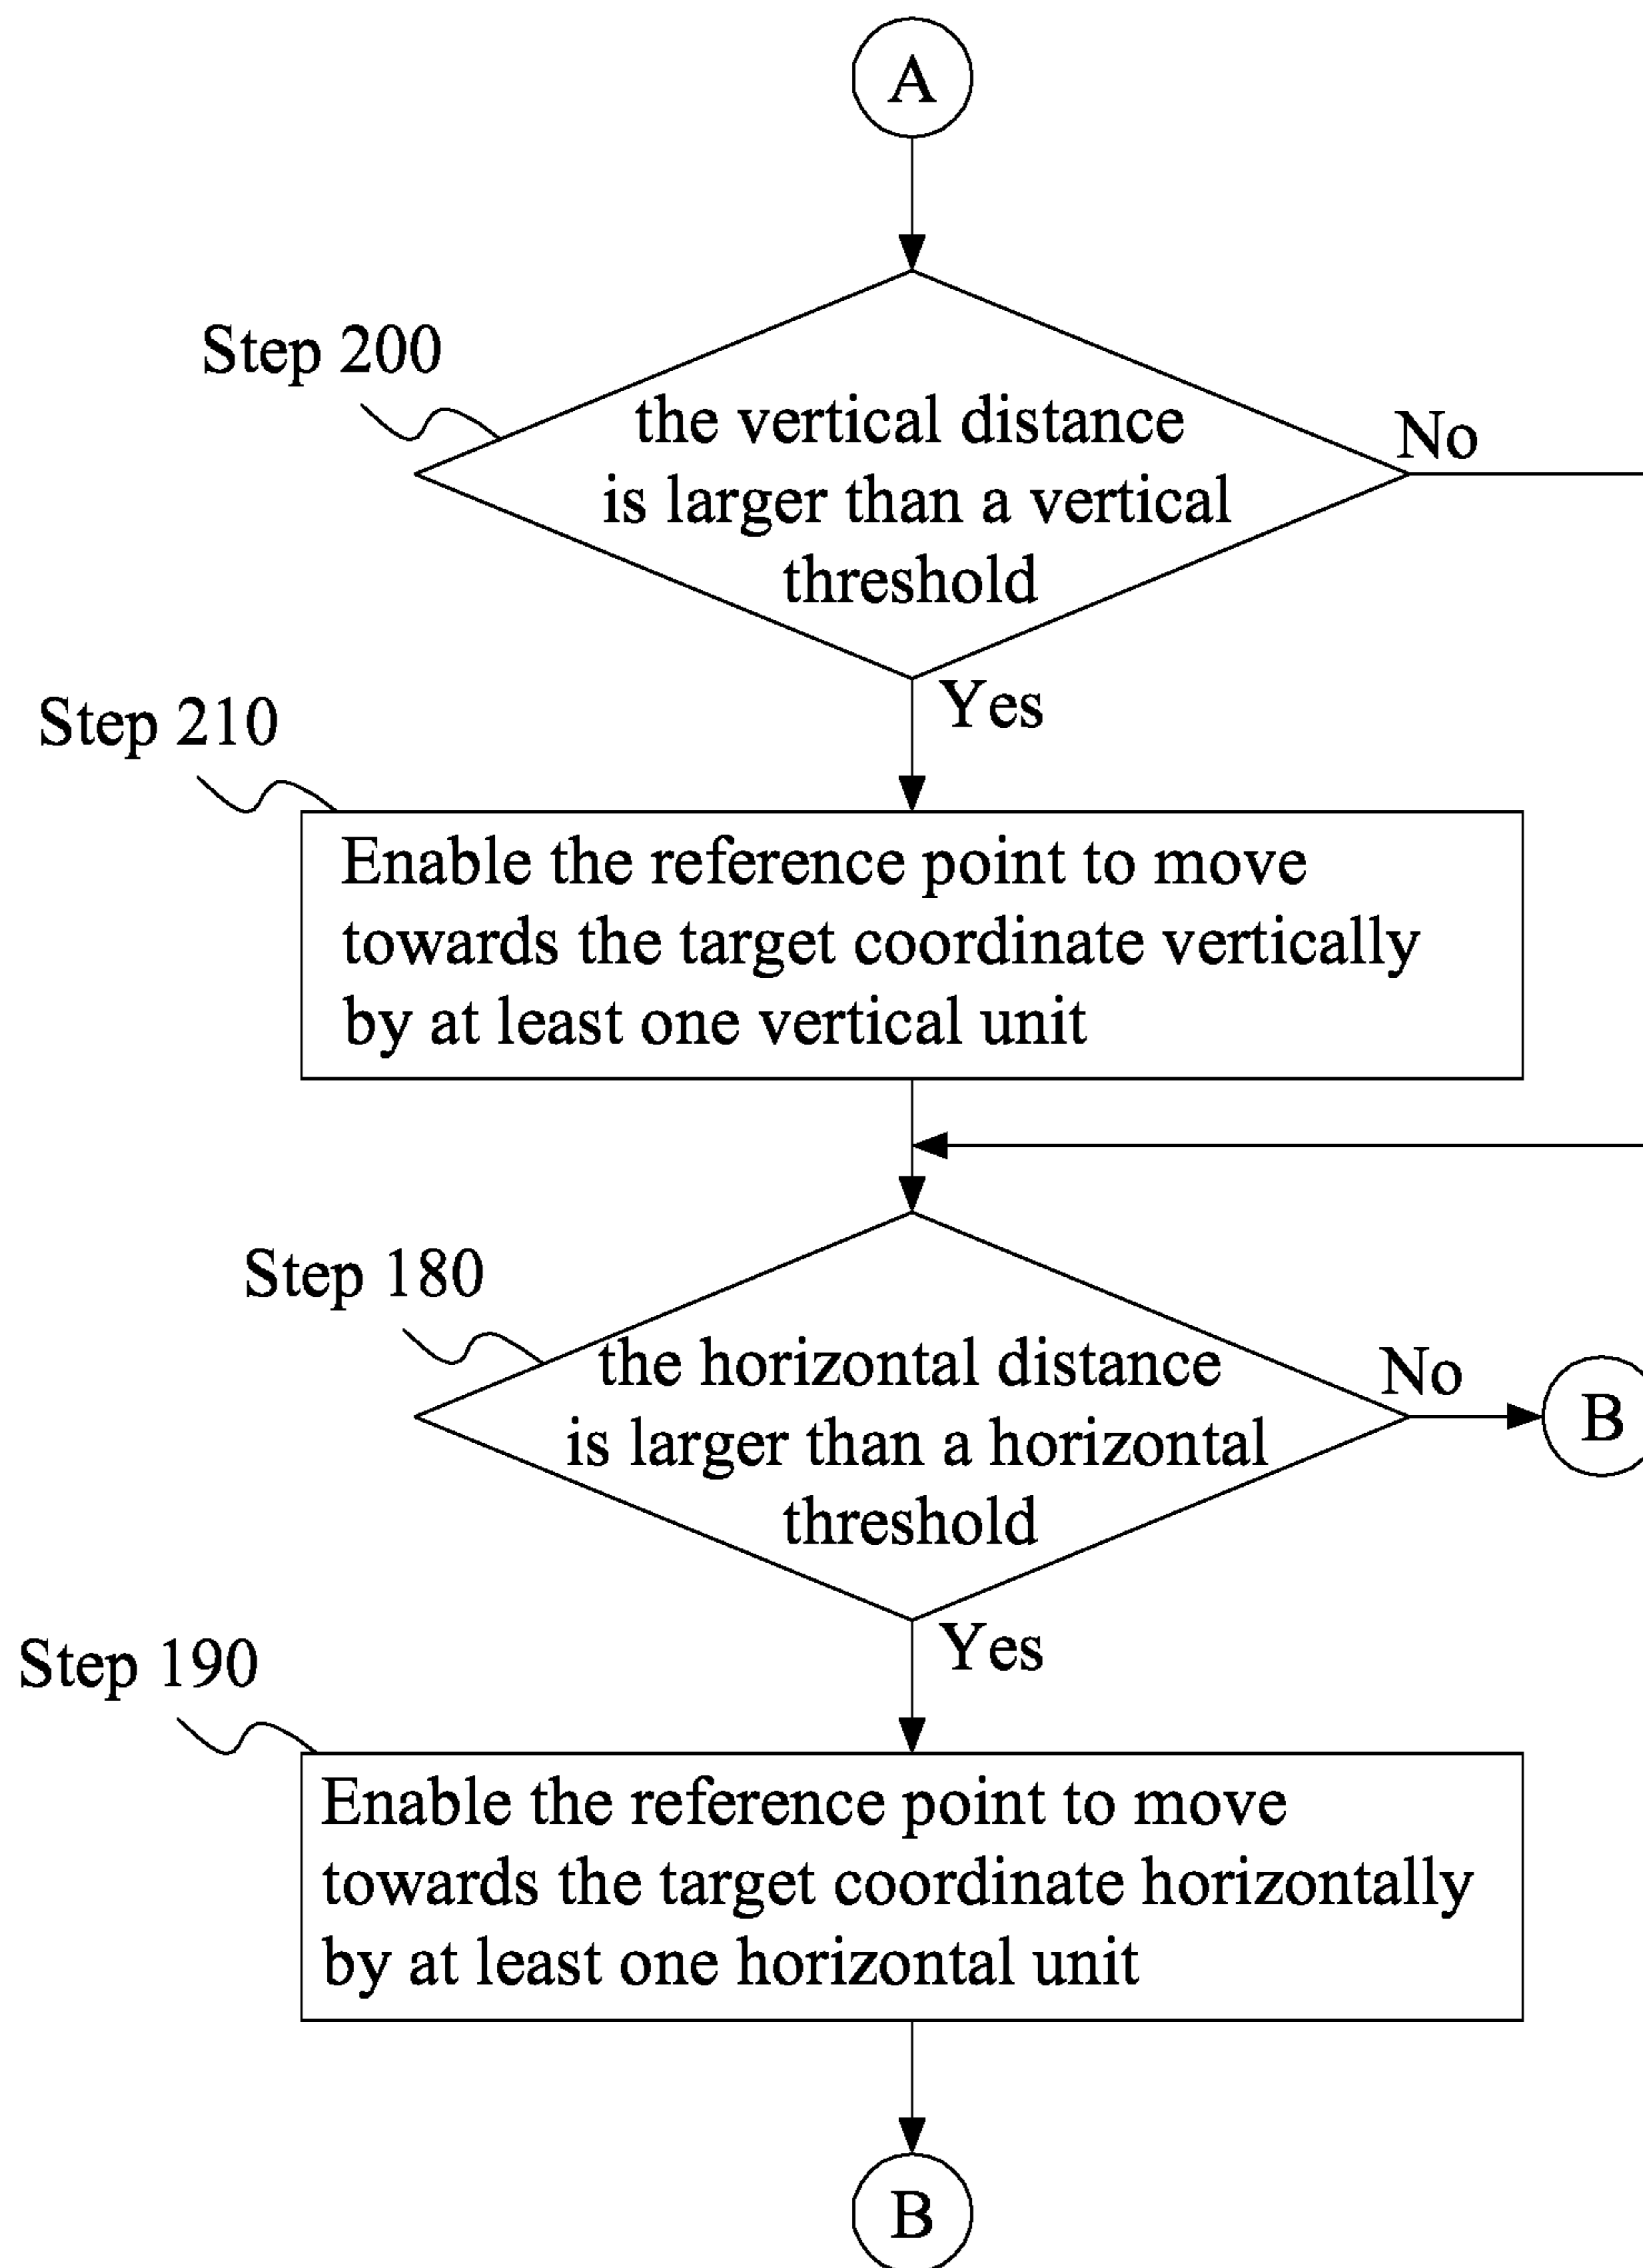 A
Step 200
the vertical distance
is larger than a vertical
threshold
No
Yes
Step 210
Enable the reference point to move
towards the target coordinate vertically
by at least one vertical unit
Step 180
the horizontal distance
is larger than a horizontal
threshold
No
B
Yes
Step 190
Enable the reference point to move
towards the target coordinate horizontally
by at least one horizontal unit
B